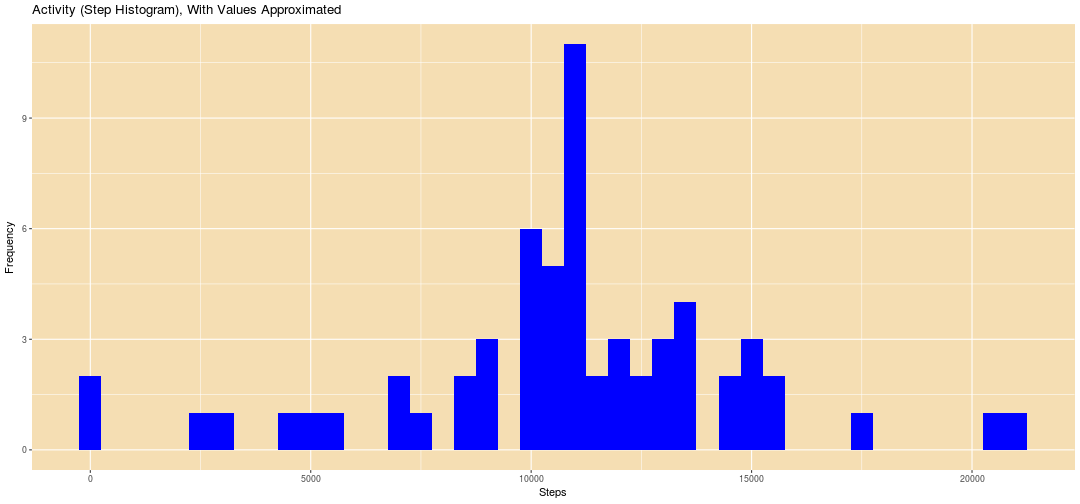 Activity (Step Histogram), With Values Approximated
Frequency
9
6
3
0
0 5000 10000 15000 20000
Steps